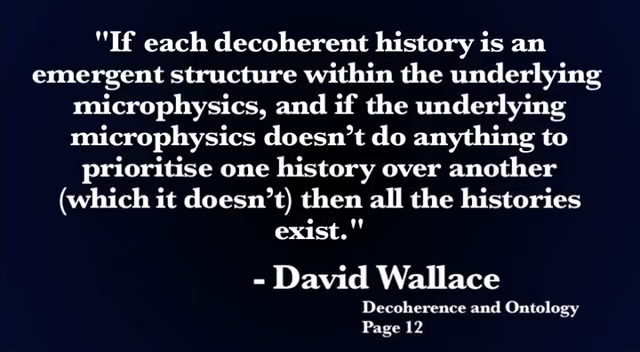 "If each decoherent history is an
emergent structure within the underlying
microphysics, and if the underlying
microphysics doesn't do anything to
prioritise one history over another
(which it doesn't) then all the histories
exist."
- David Wallace
Decoherence and Ontology
Page 12